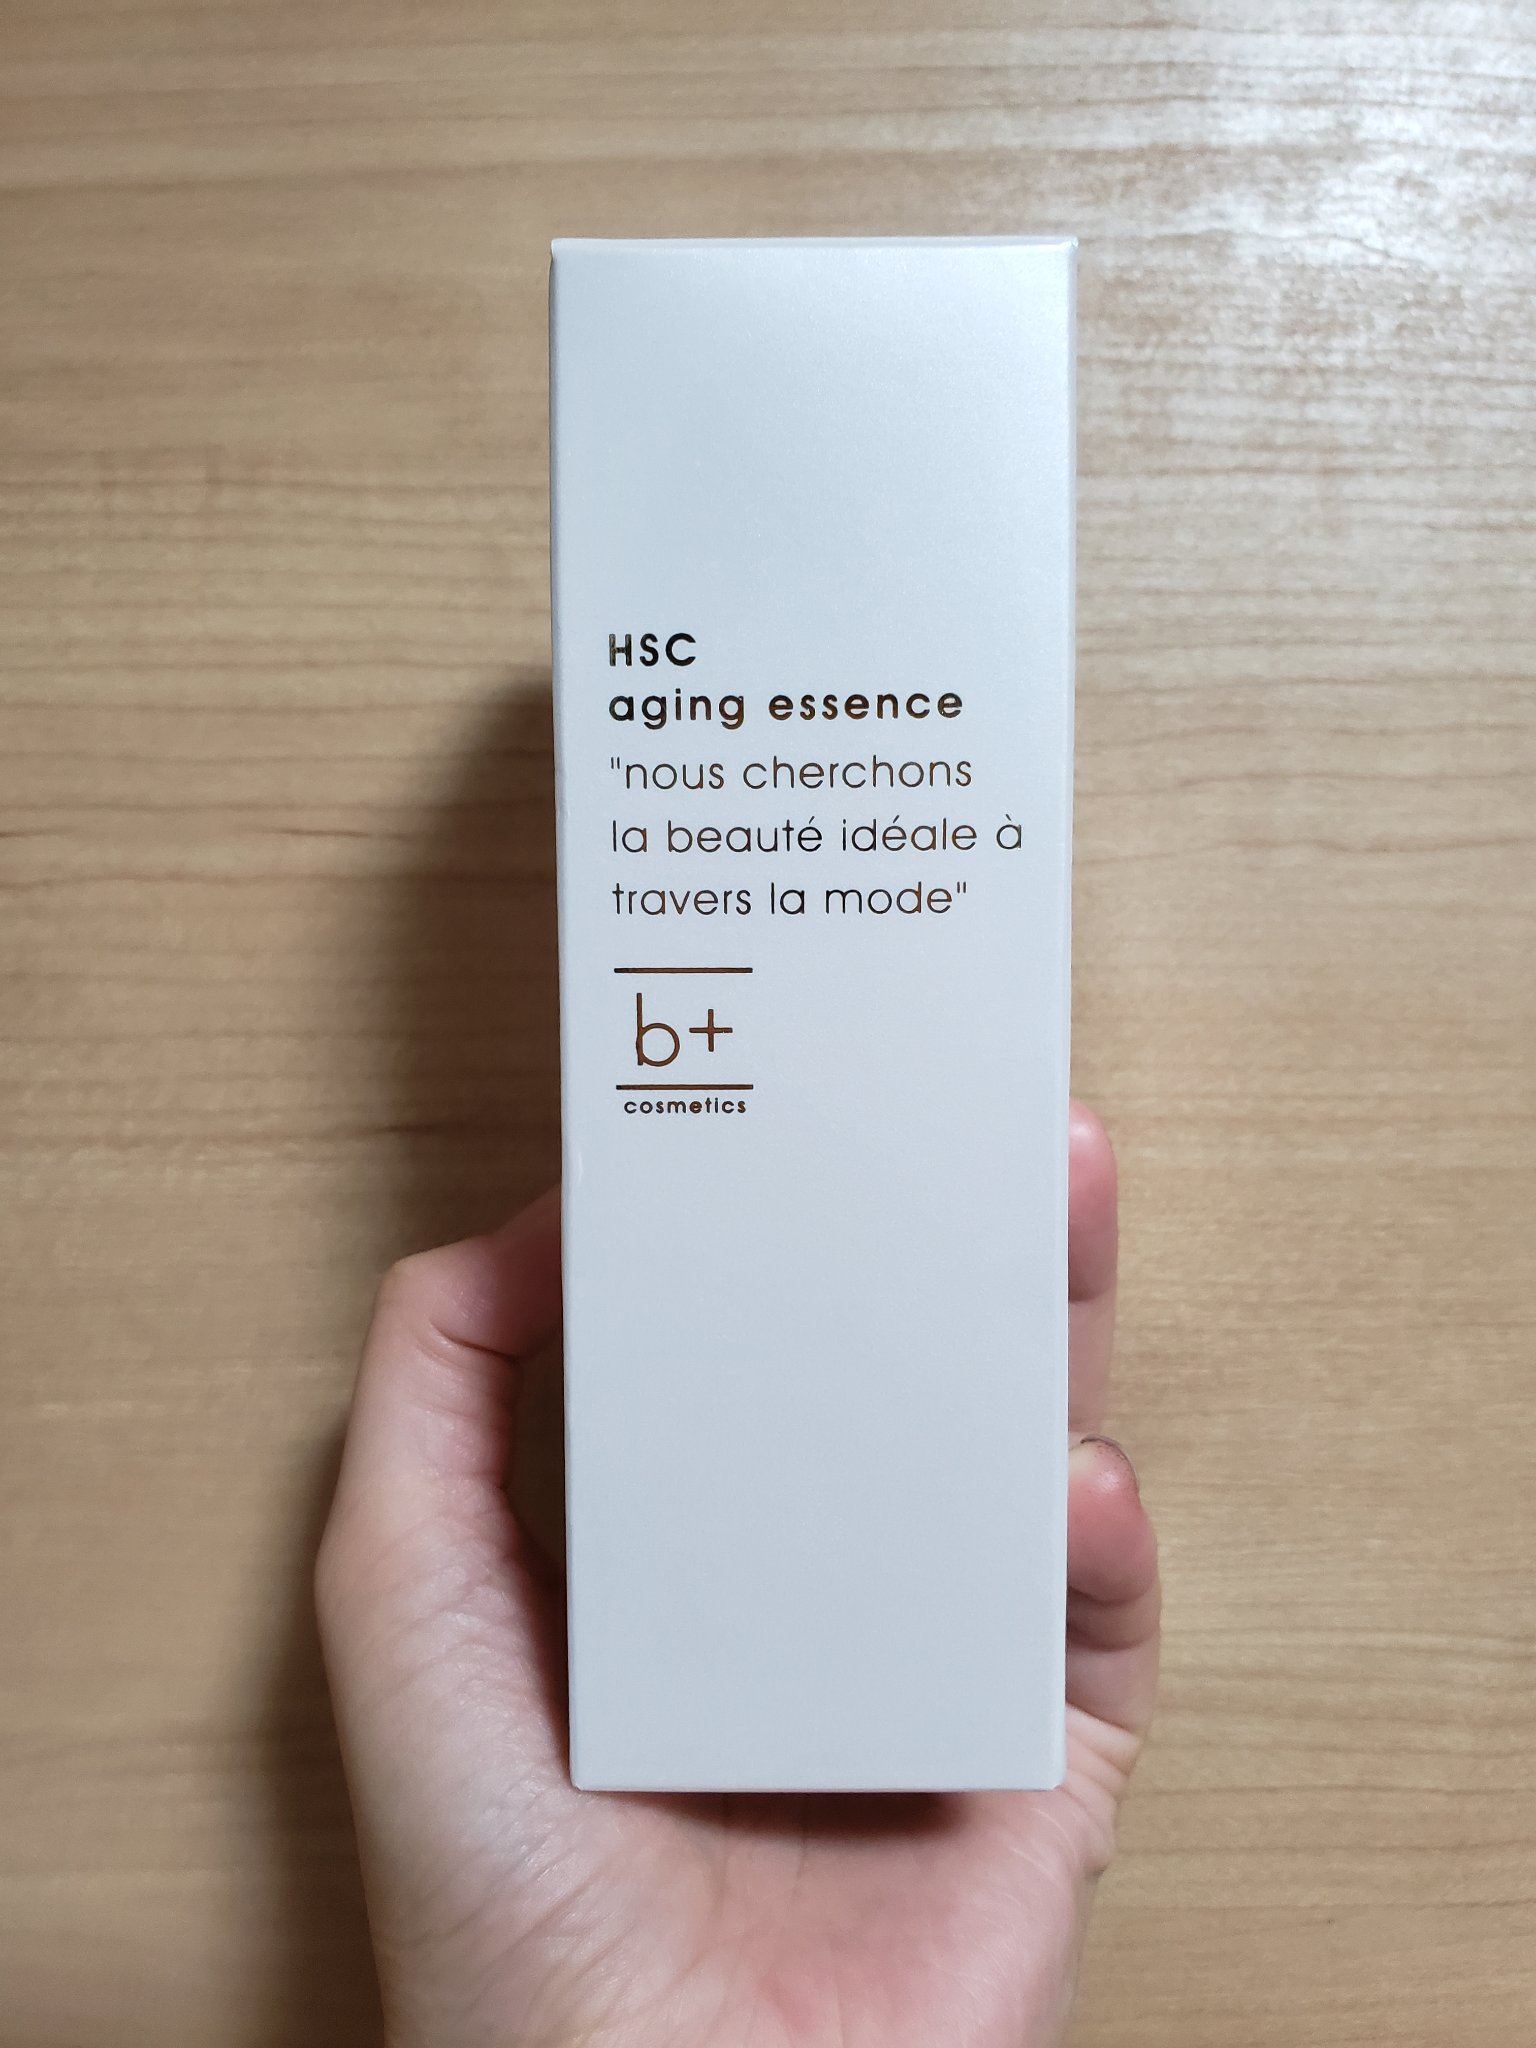 HSC
aging essence
"nous cherchons
la beauté idéale à
travers la mode"
b+
cosmetics